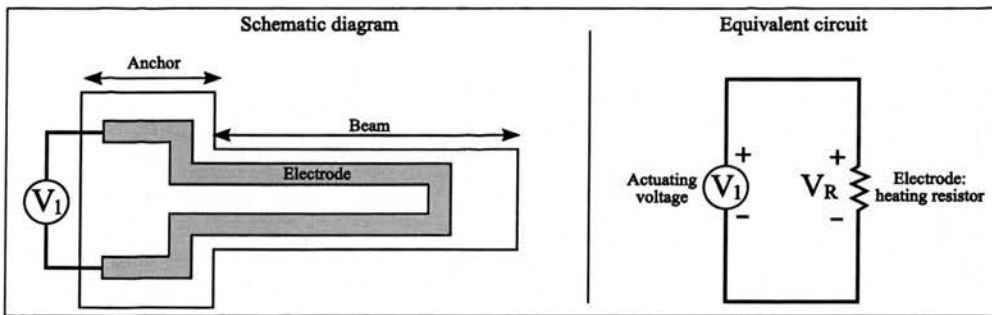 Schematic diagram
Anchor
Beam
Electrode
V1
Equivalent circuit
Actuating
voltage
+
V1
−
+
VR
−
Electrode:
heating resistor